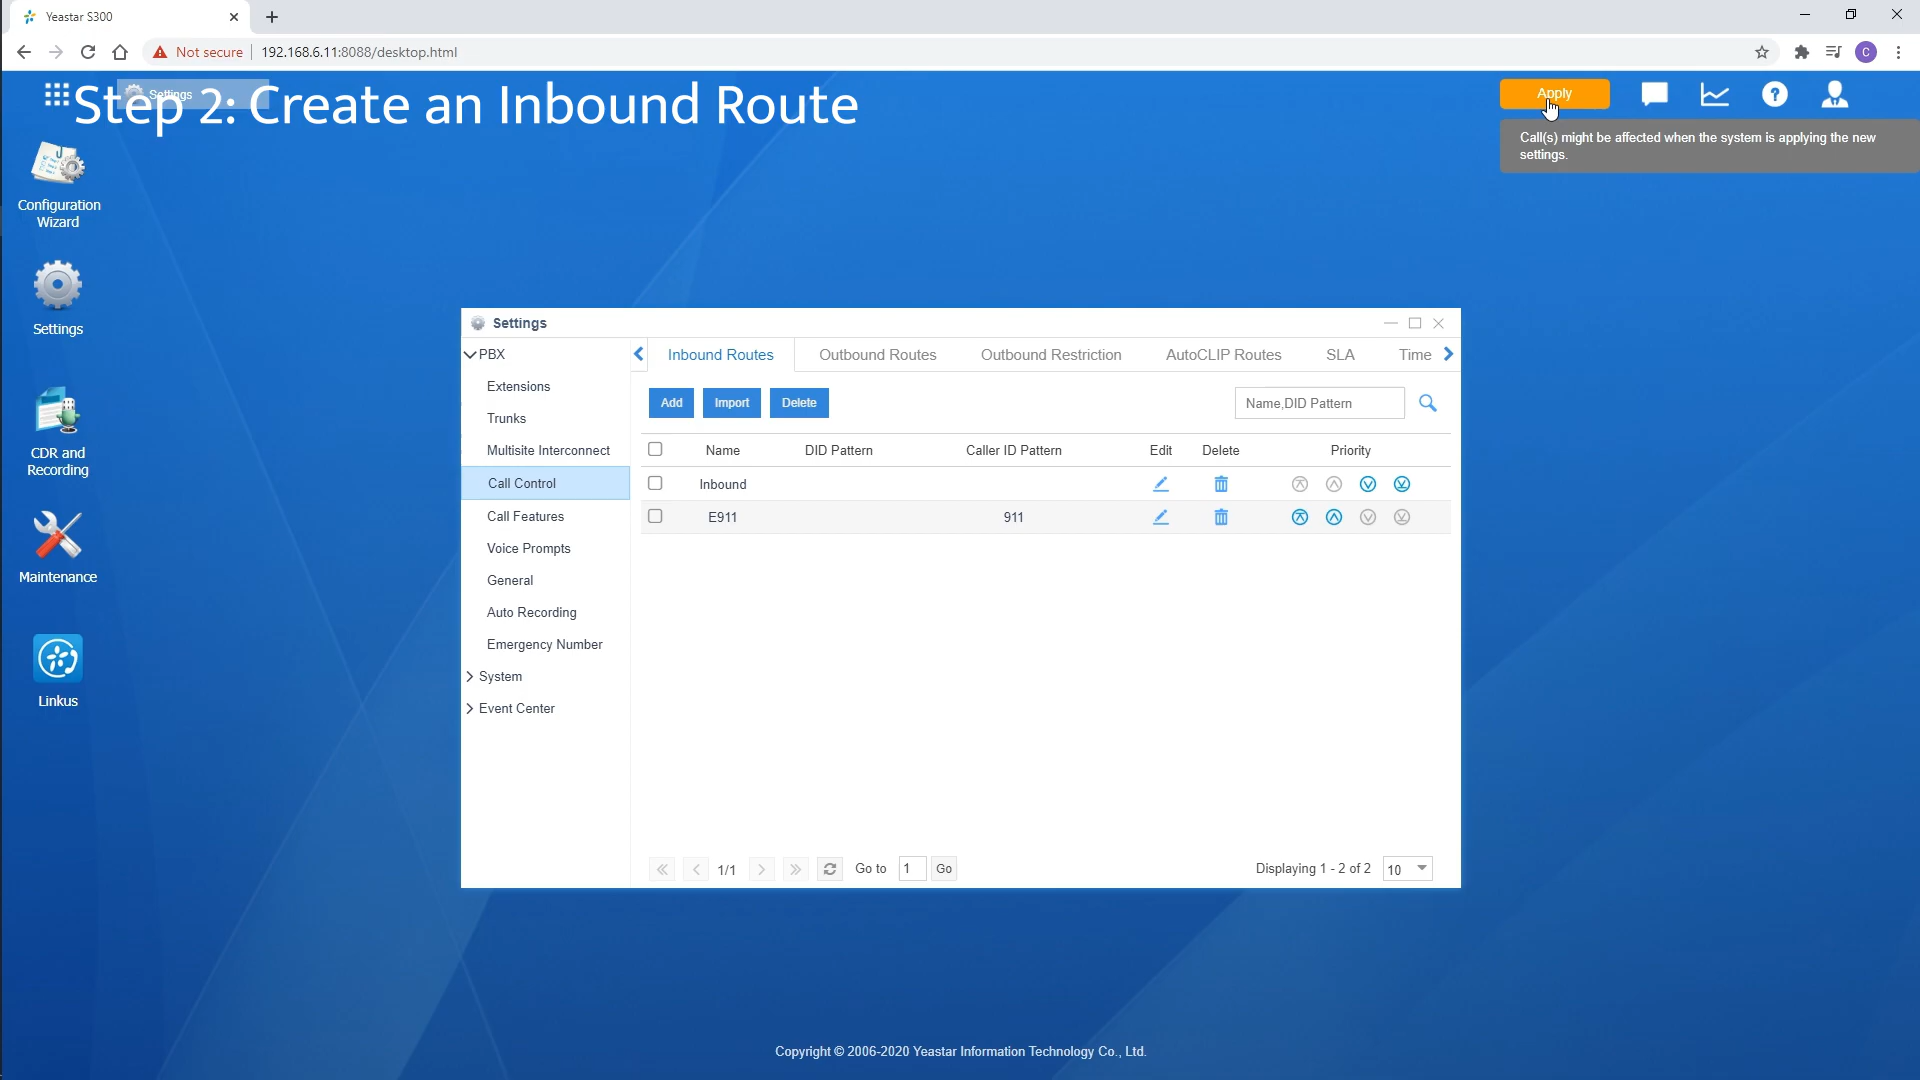 Yeastar S300
Not secure
192.168.6.11:8088/desktop.html
C
Settings
Step 2: Create an Inbound Route
Apply
Call(s) might be affected when the system is applying the new
settings.
Configuration
Wizard
Settings
CDR and
Recording
Maintenance
Linkus
Settings
PBX
Extensions
Trunks
Multisite Interconnect
Call Control
Call Features
Voice Prompts
General
Auto Recording
Emergency Number
System
Event Center
Inbound Routes Outbound Routes Outbound Restriction AutoCLIP Routes SLA Time
Add Import Delete Name,DID Pattern
Name DID Pattern Caller ID Pattern Edit Delete Priority
Inbound
E911 911
1/1 Go to 1 Go Displaying 1 - 2 of 2 10
Copyright © 2006-2020 Yeastar Information Technology Co., Ltd.